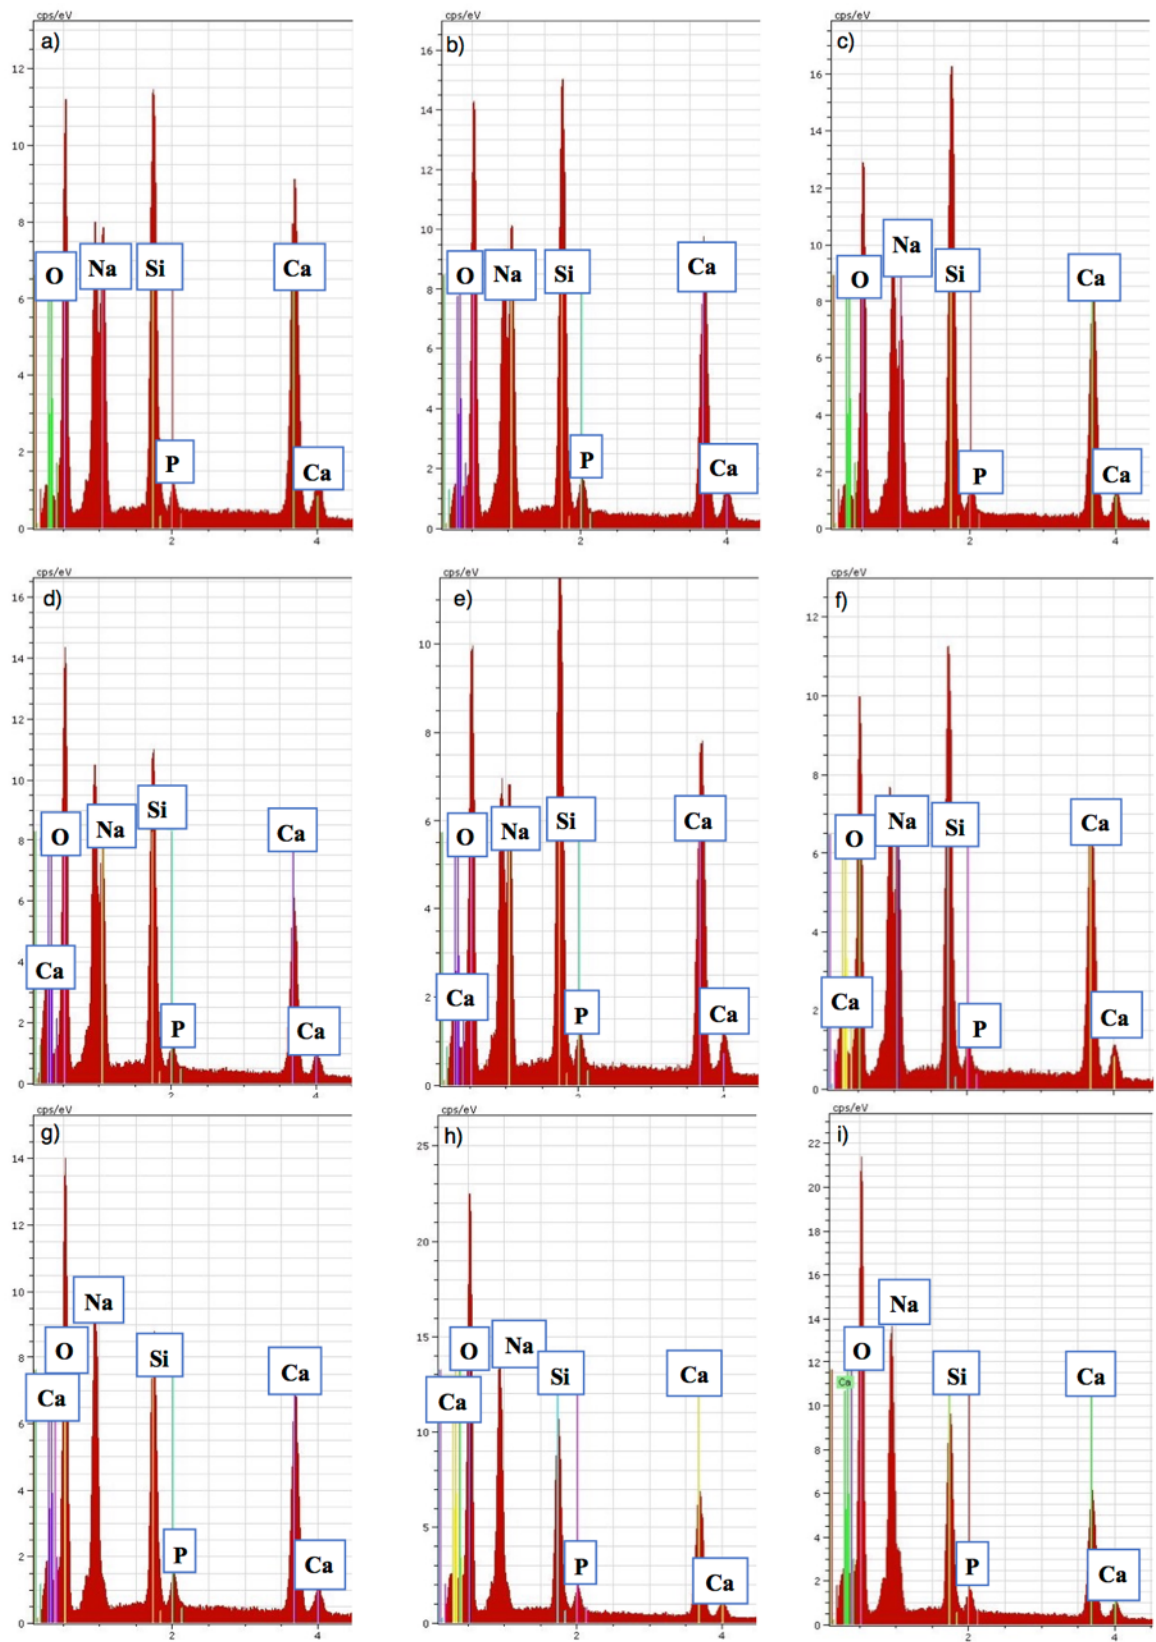 cps/eV cps/eV cps/eV
a) b) c)
12 10 8 6 4 2 0
O Na Si Ca
P Ca
2 4
16 14 12 10 8 6 4 2 0
O Na Si Ca
P Ca
2 4
16 14 12 10 8 6 4 2 0
Na
O Si Ca
P Ca
2 4
cps/eV cps/eV cps/eV
d) e) f)
16 14 12 10 8 6 4 2 0
Si
O Na Ca
Ca
P Ca
2 4
10 8 6 4 2 0
O Na Si Ca
Ca P Ca
2 4
12 10 8 6 4 2 0
O Na Si Ca
Ca P Ca
2 4
cps/eV cps/eV cps/eV
g) h) i)
14 12 10 8 6 4 2 0
Na
O Si Ca
Ca
P Ca
2 4
25 20 15 10 5 0
O Na
Si Ca
Ca
P Ca
2 4
22 20 18 16 14 12 10 8 6 4 2 0
Na
O
Ca Si Ca
P Ca
2 4